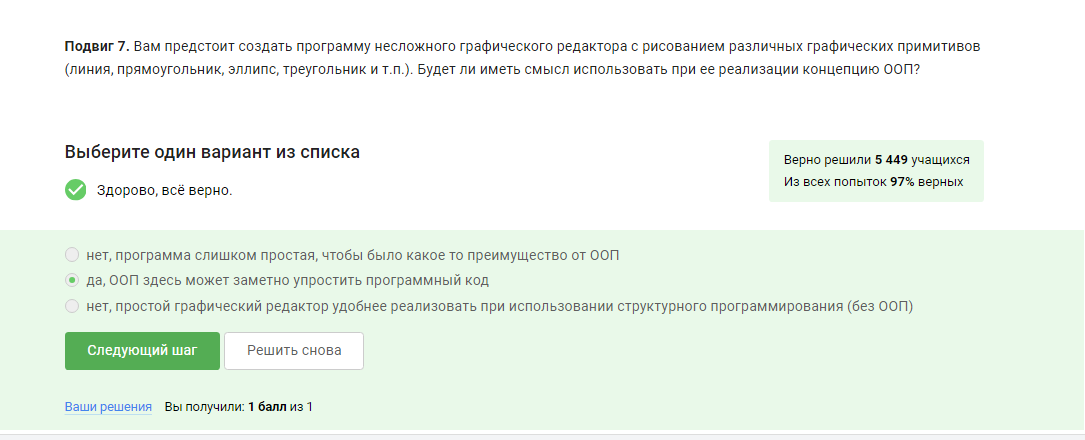 Подвиг 7. Вам предстоит создать программу несложного графического редактора с рисованием различных графических примитивов
(линия, прямоугольник, эллипс, треугольник и т.п.). Будет ли иметь смысл использовать при ее реализации концепцию ООП?
Выберите один вариант из списка
Здорово, всё верно.
Верно решили 5 449 учащихся
Из всех попыток 97% верных
нет, программа слишком простая, чтобы было какое то преимущество от ООП
да, ООП здесь может заметно упростить программный код
нет, простой графический редактор удобнее реализовать при использовании структурного программирования (без ООП)
Следующий шаг
Решить снова
Ваши решения Вы получили: 1 балл из 1